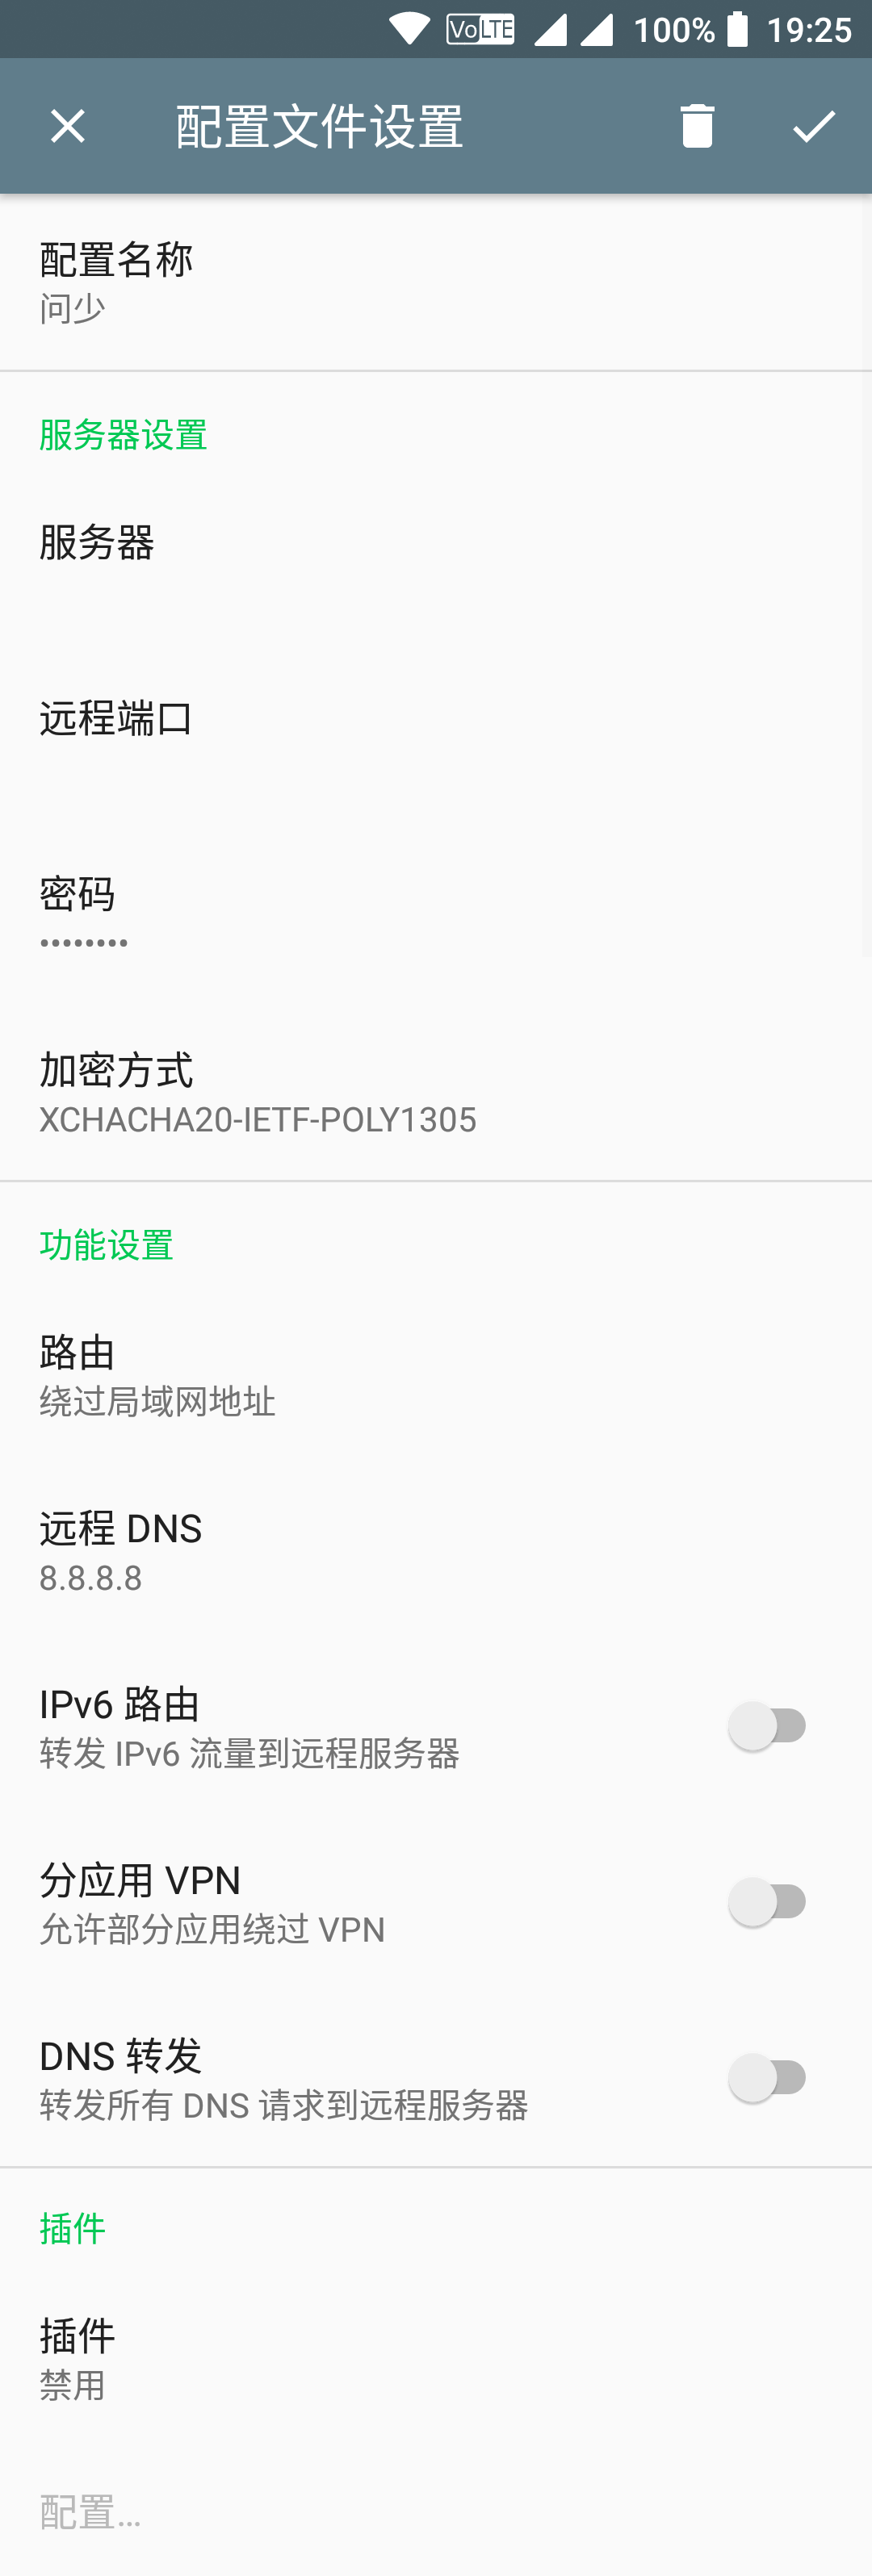 VoLTE 100% 19:25
配置文件设置
配置名称
问少
服务器设置
服务器
远程端口
密码
••••••••
加密方式
XCHACHA20-IETF-POLY1305
功能设置
路由
绕过局域网地址
远程 DNS
8.8.8.8
IPv6 路由
转发 IPv6 流量到远程服务器
分应用 VPN
允许部分应用绕过 VPN
DNS 转发
转发所有 DNS 请求到远程服务器
插件
插件
禁用
配置...